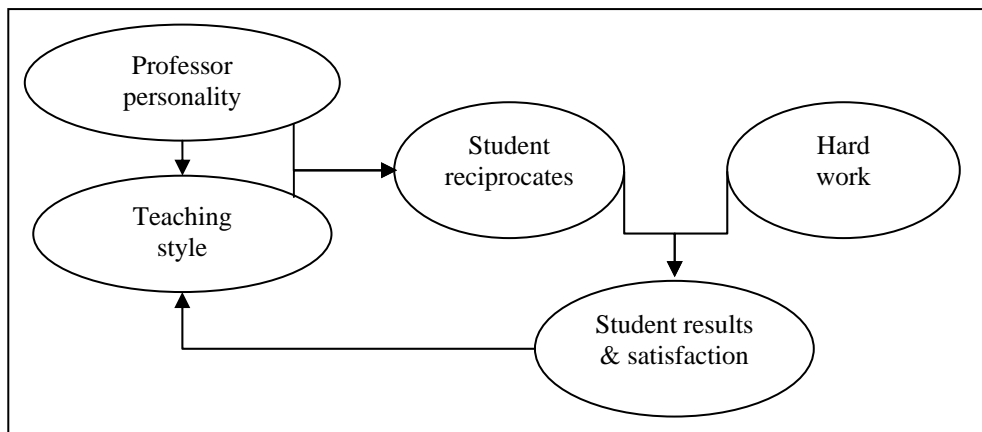 Professor
personality
Student
reciprocates
Hard
work
Teaching
style
Student results
& satisfaction